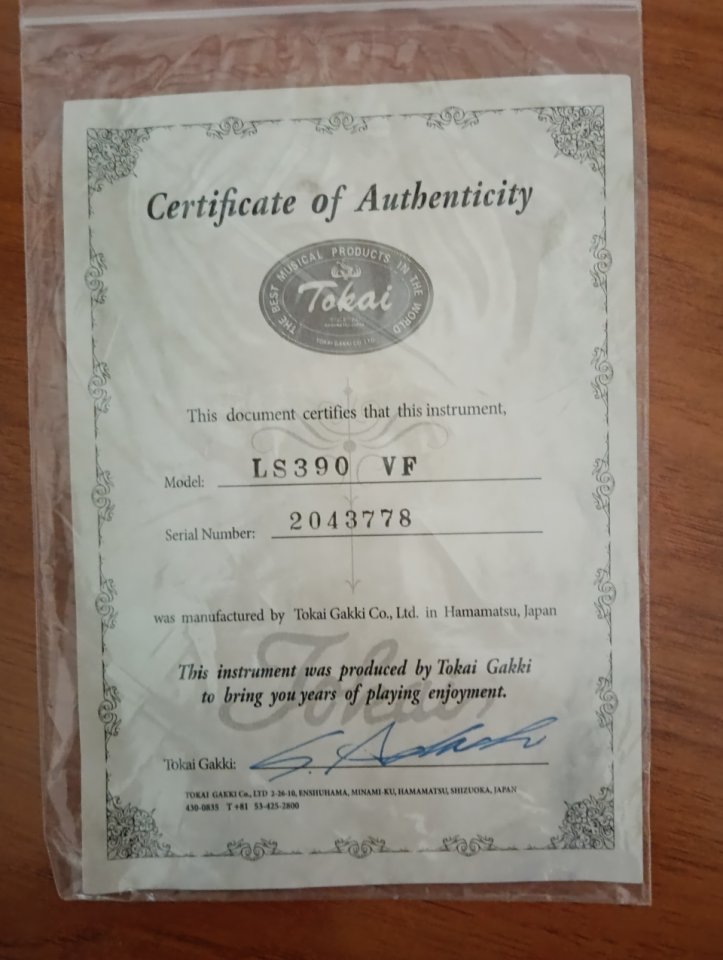 Certificate of Authenticity
THE BEST MUSICAL PRODUCTS IN THE WORLD
Tokai
TOKAI GAKKI CO., LTD.
This document certifies that this instrument,
Model: LS390 VF
Serial Number: 2043778
was manufactured by Tokai Gakki Co., Ltd. in Hamamatsu, Japan
Tokai
This instrument was produced by Tokai Gakki
to bring you years of playing enjoyment.
Tokai Gakki:
TOKAI GAKKI Co., LTD 2-26-10, ENSHUHAMA, MINAMI-KU, HAMAMATSU, SHIZUOKA, JAPAN
430-0835 T +81 53-425-2800